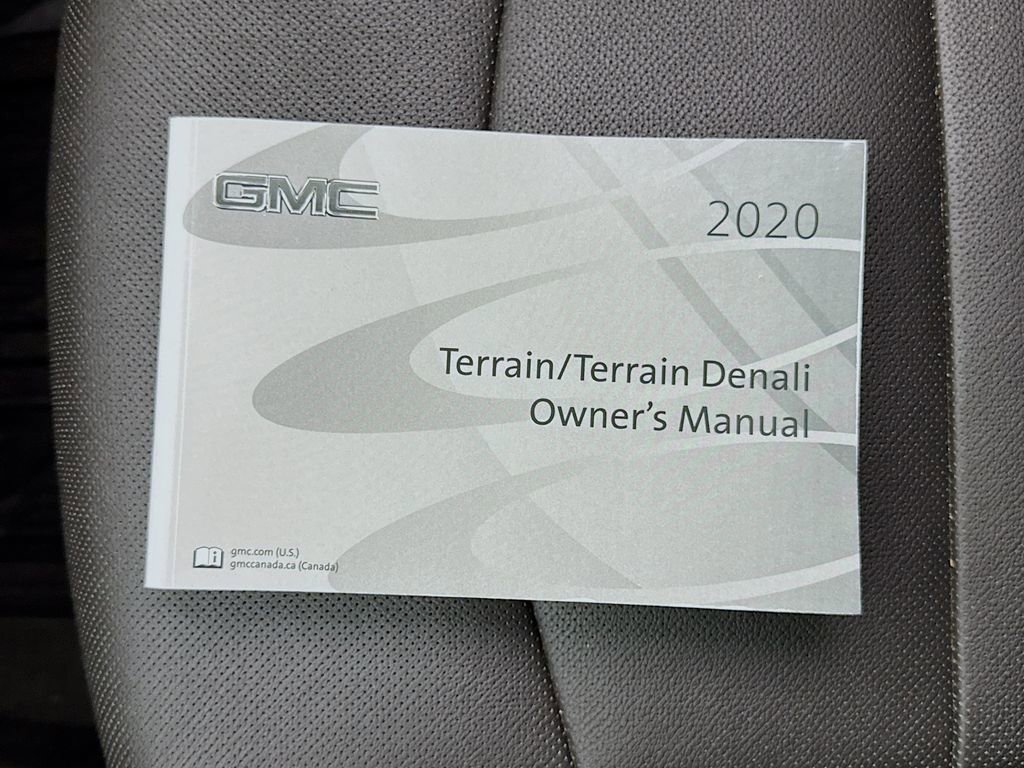 GMC
2020
Terrain/Terrain Denali
Owner's Manual
gmc.com (U.S.)
gmccanada.ca (Canada)